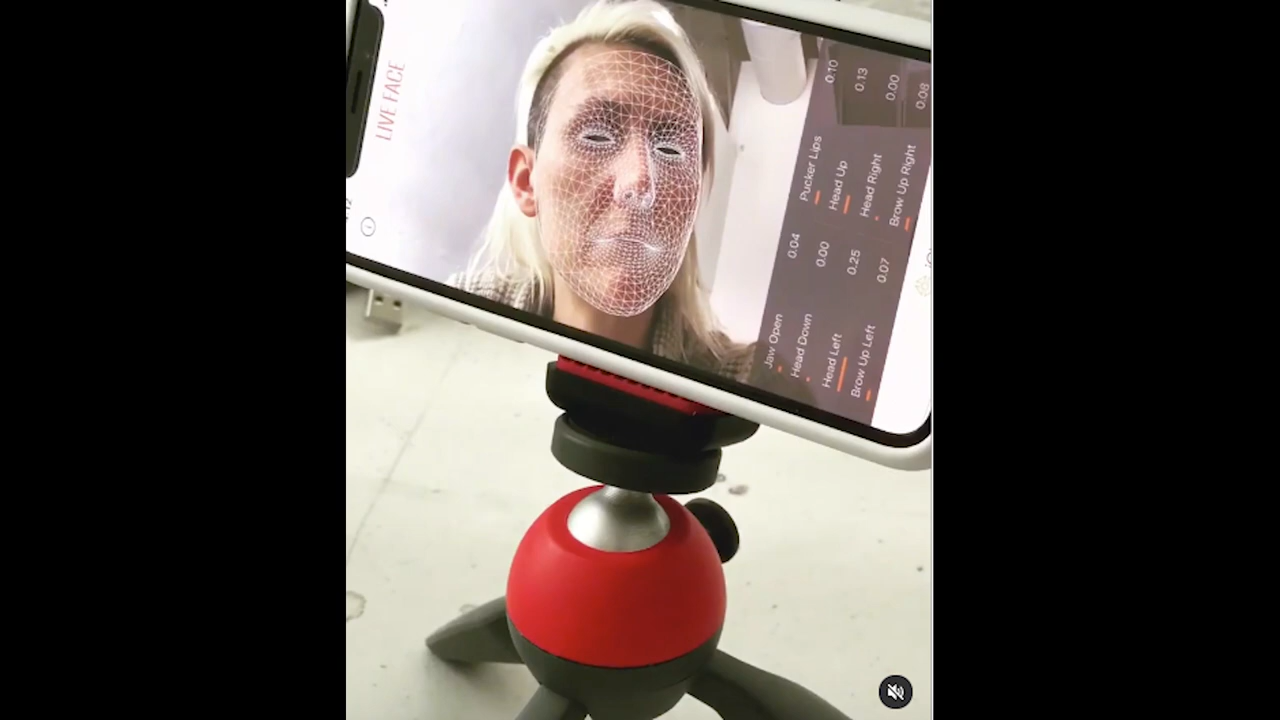 LIVE FACE
Jaw Open 0.04 Pucker Lips 0.10
Head Down 0.00 Head Up 0.13
Head Left 0.25 Head Right 0.00
Brow Up Left 0.07 Brow Up Right 0.08